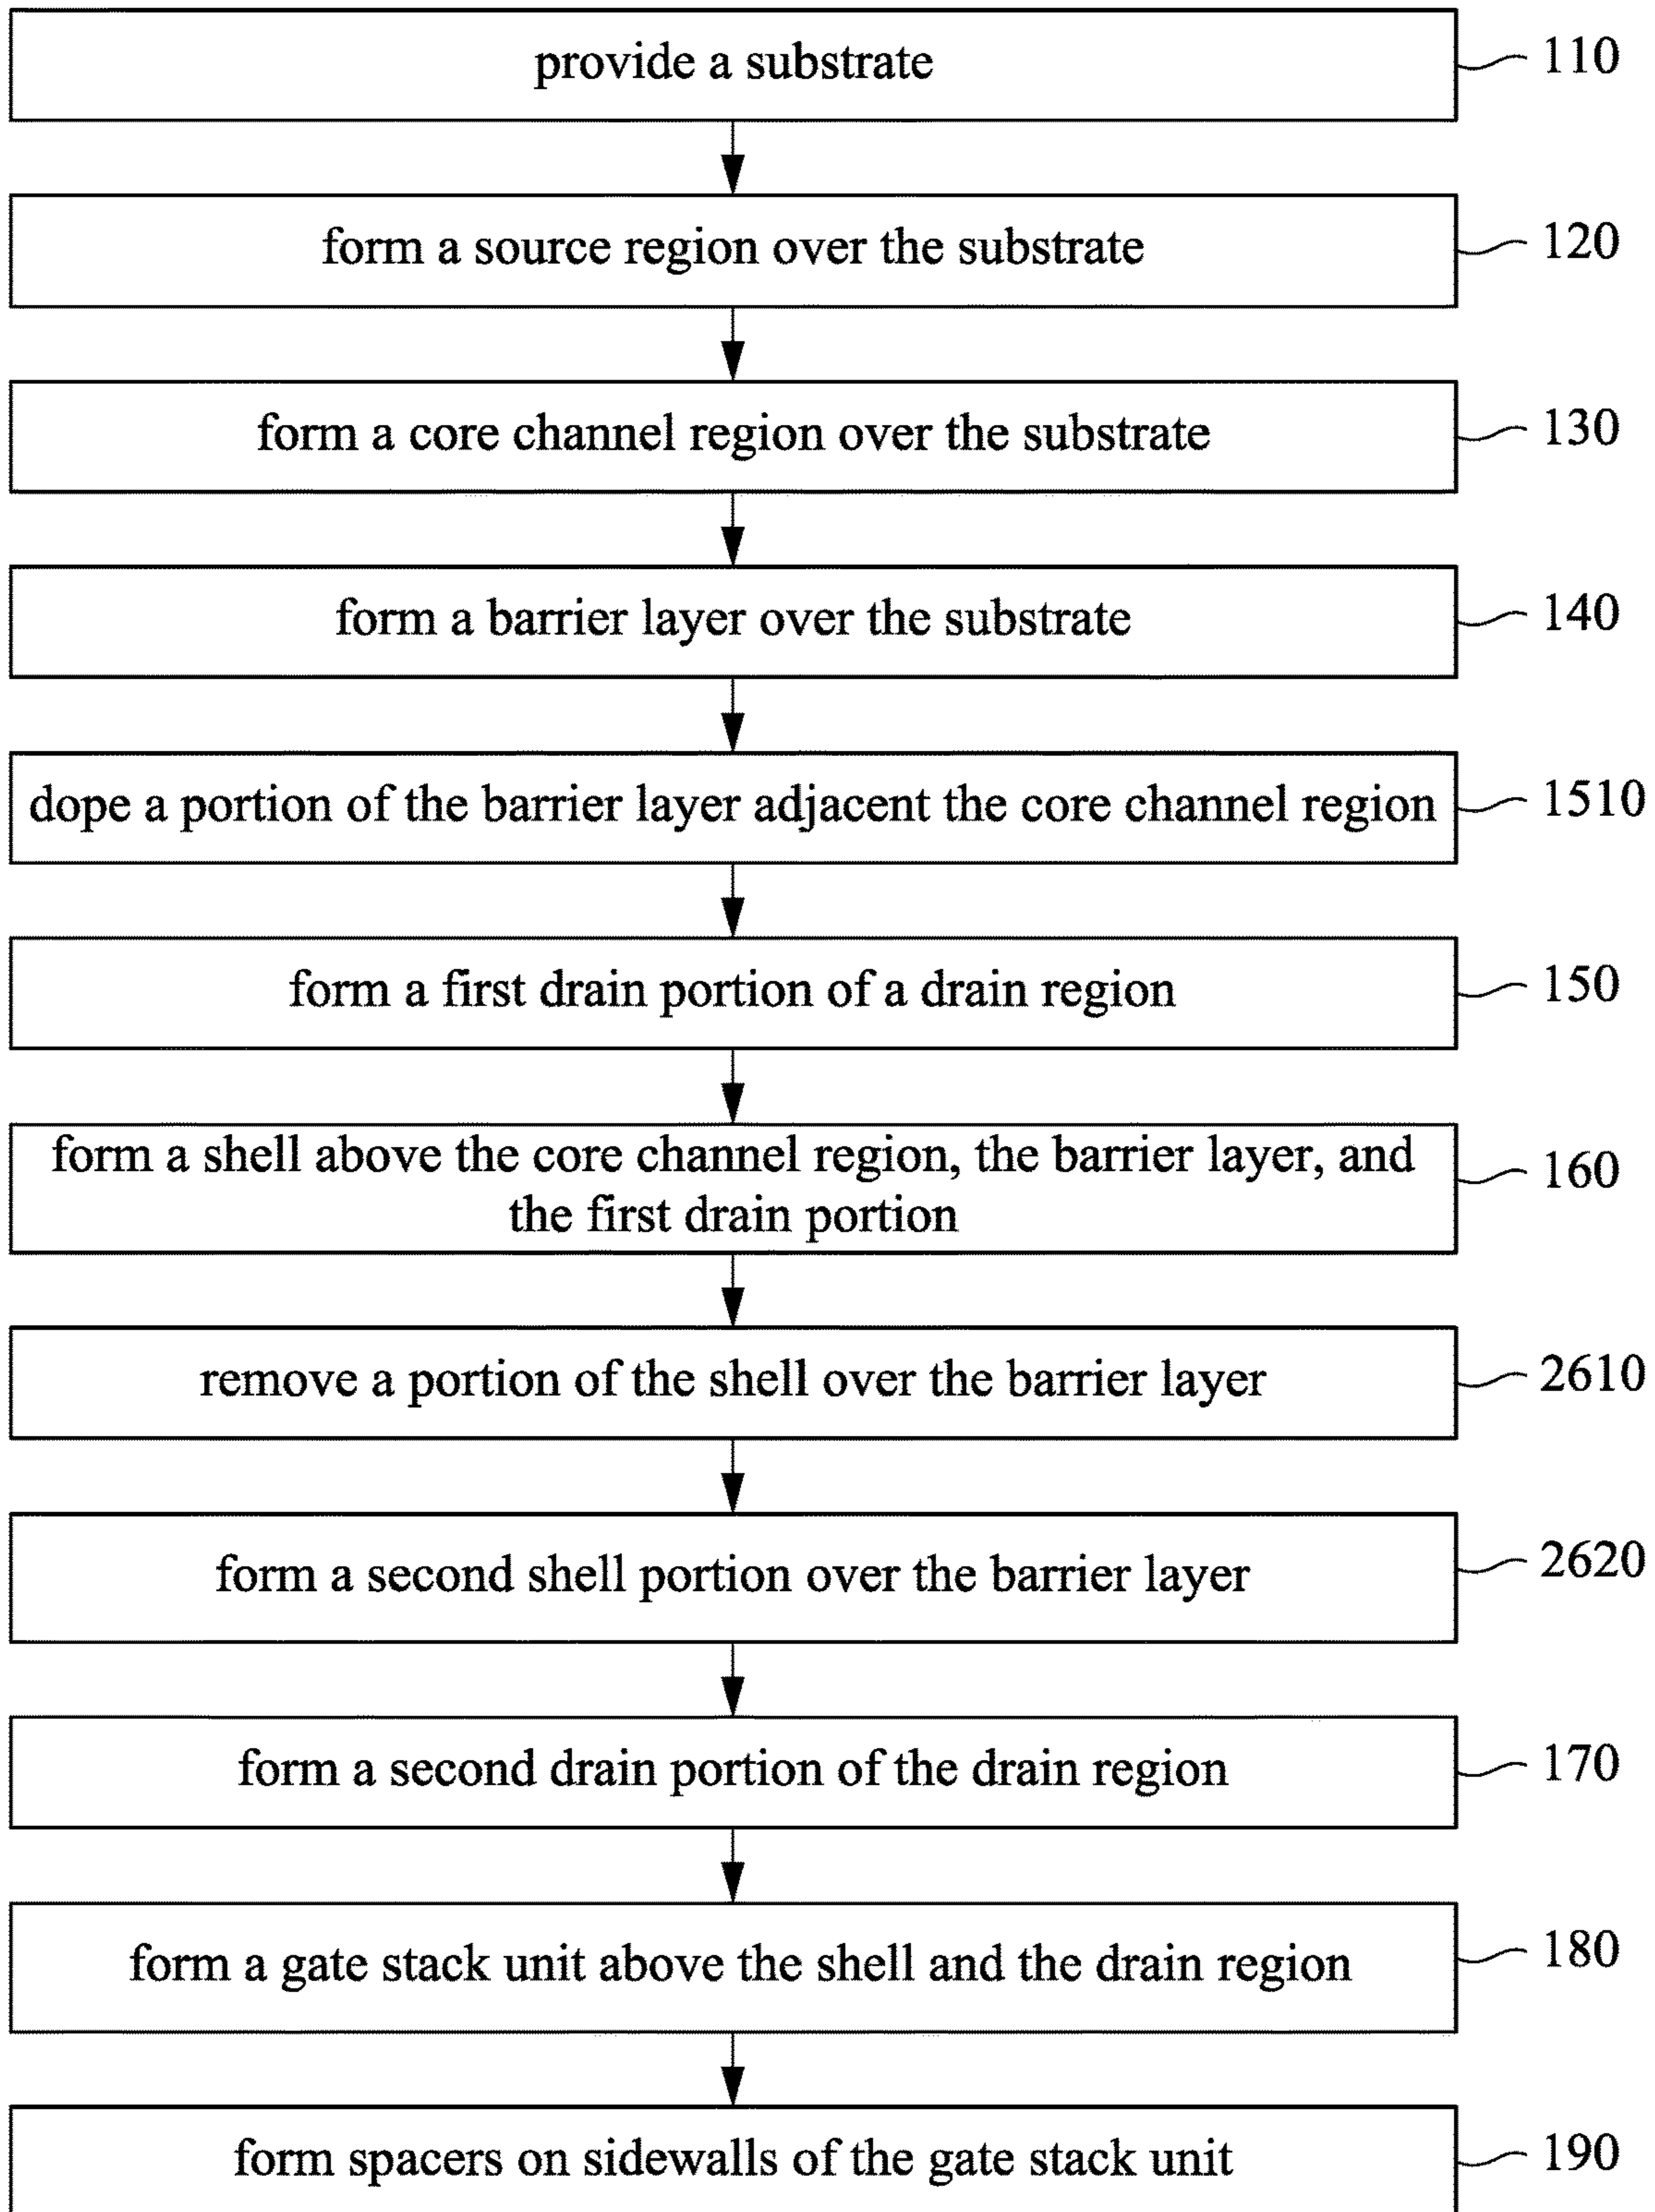 provide a substrate 110
form a source region over the substrate 120
form a core channel region over the substrate 130
form a barrier layer over the substrate 140
dope a portion of the barrier layer adjacent the core channel region 1510
form a first drain portion of a drain region 150
form a shell above the core channel region, the barrier layer, and
the first drain portion 160
remove a portion of the shell over the barrier layer 2610
form a second shell portion over the barrier layer 2620
form a second drain portion of the drain region 170
form a gate stack unit above the shell and the drain region 180
form spacers on sidewalls of the gate stack unit 190